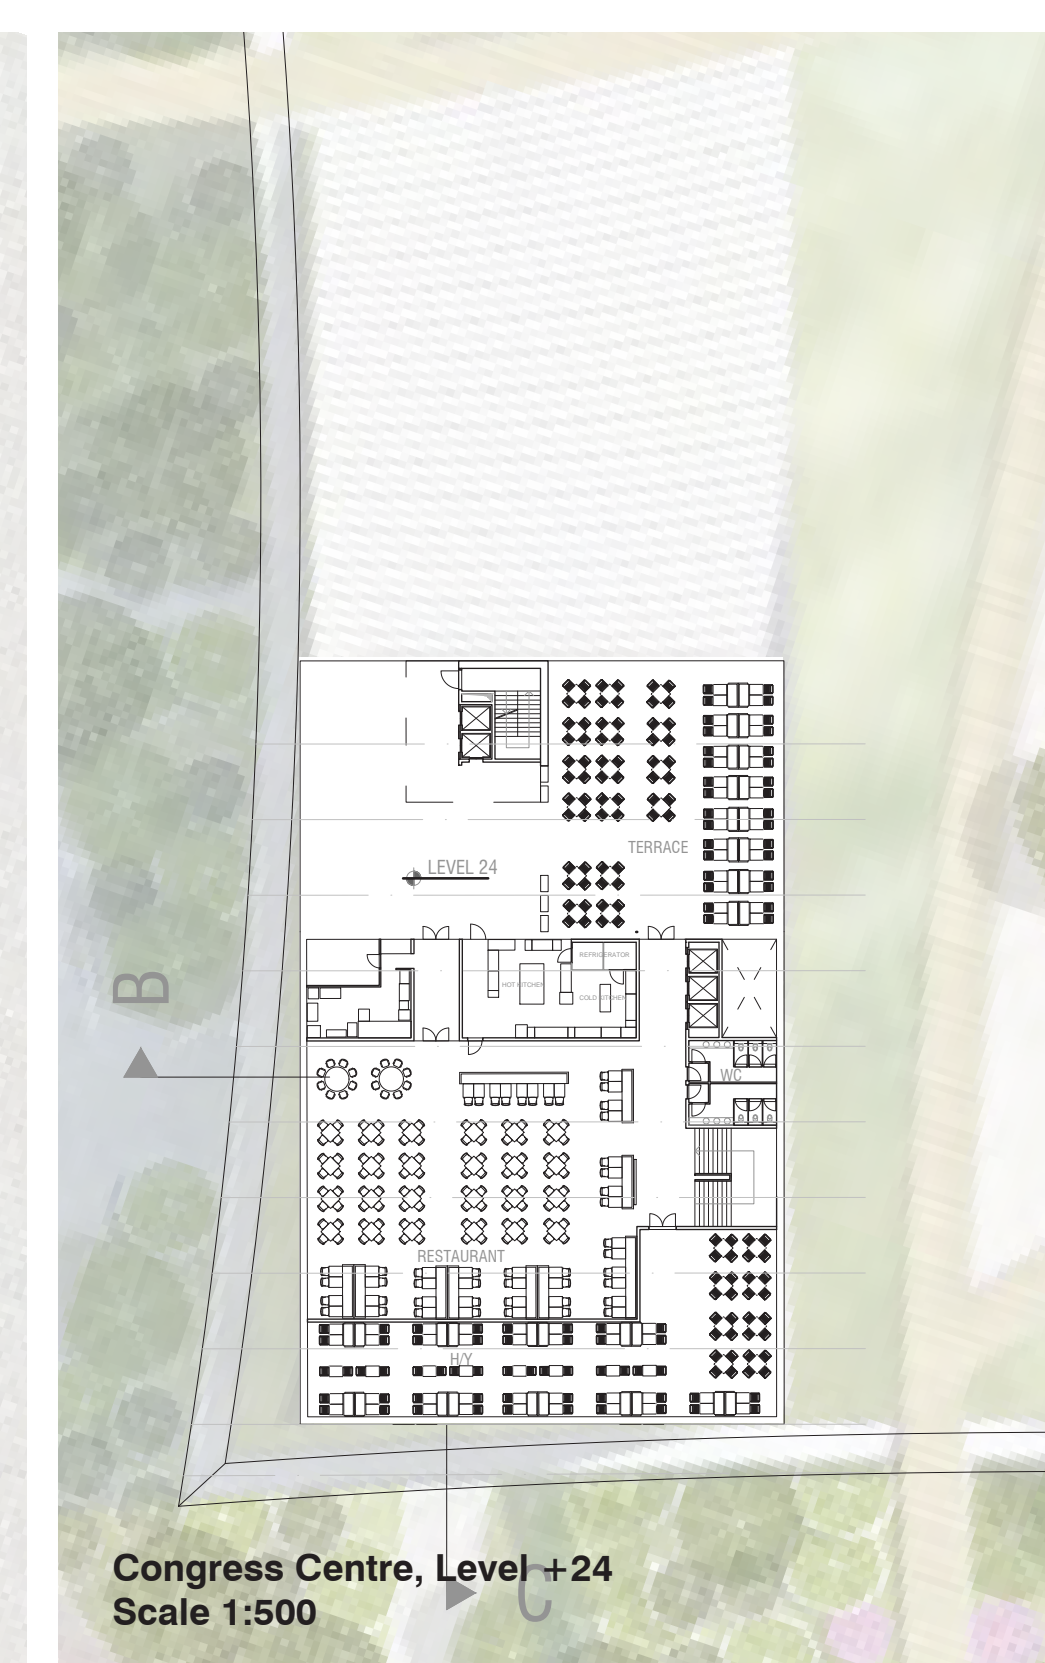 TERRACE
LEVEL 24
REFRIGERATOR
HOT KITCHEN
COLD KITCHEN
B
WC
RESTAURANT
H/Y
C
Congress Centre, Level +24
Scale 1:500